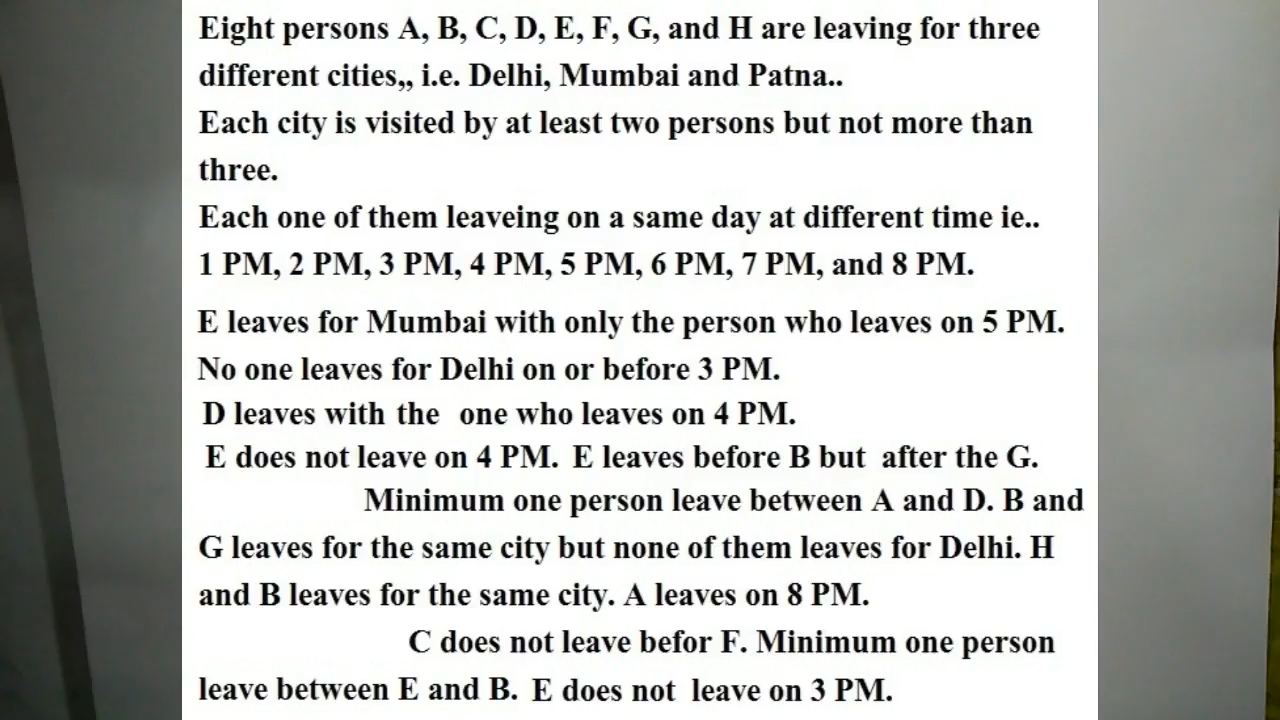 Eight persons A, B, C, D, E, F, G, and H are leaving for three
different cities,, i.e. Delhi, Mumbai and Patna..
Each city is visited by at least two persons but not more than
three.
Each one of them leaveing on a same day at different time ie..
1 PM, 2 PM, 3 PM, 4 PM, 5 PM, 6 PM, 7 PM, and 8 PM.
E leaves for Mumbai with only the person who leaves on 5 PM.
No one leaves for Delhi on or before 3 PM.
D leaves with the one who leaves on 4 PM.
E does not leave on 4 PM. E leaves before B but after the G.
Minimum one person leave between A and D. B and
G leaves for the same city but none of them leaves for Delhi. H
and B leaves for the same city. A leaves on 8 PM.
C does not leave befor F. Minimum one person
leave between E and B. E does not leave on 3 PM.